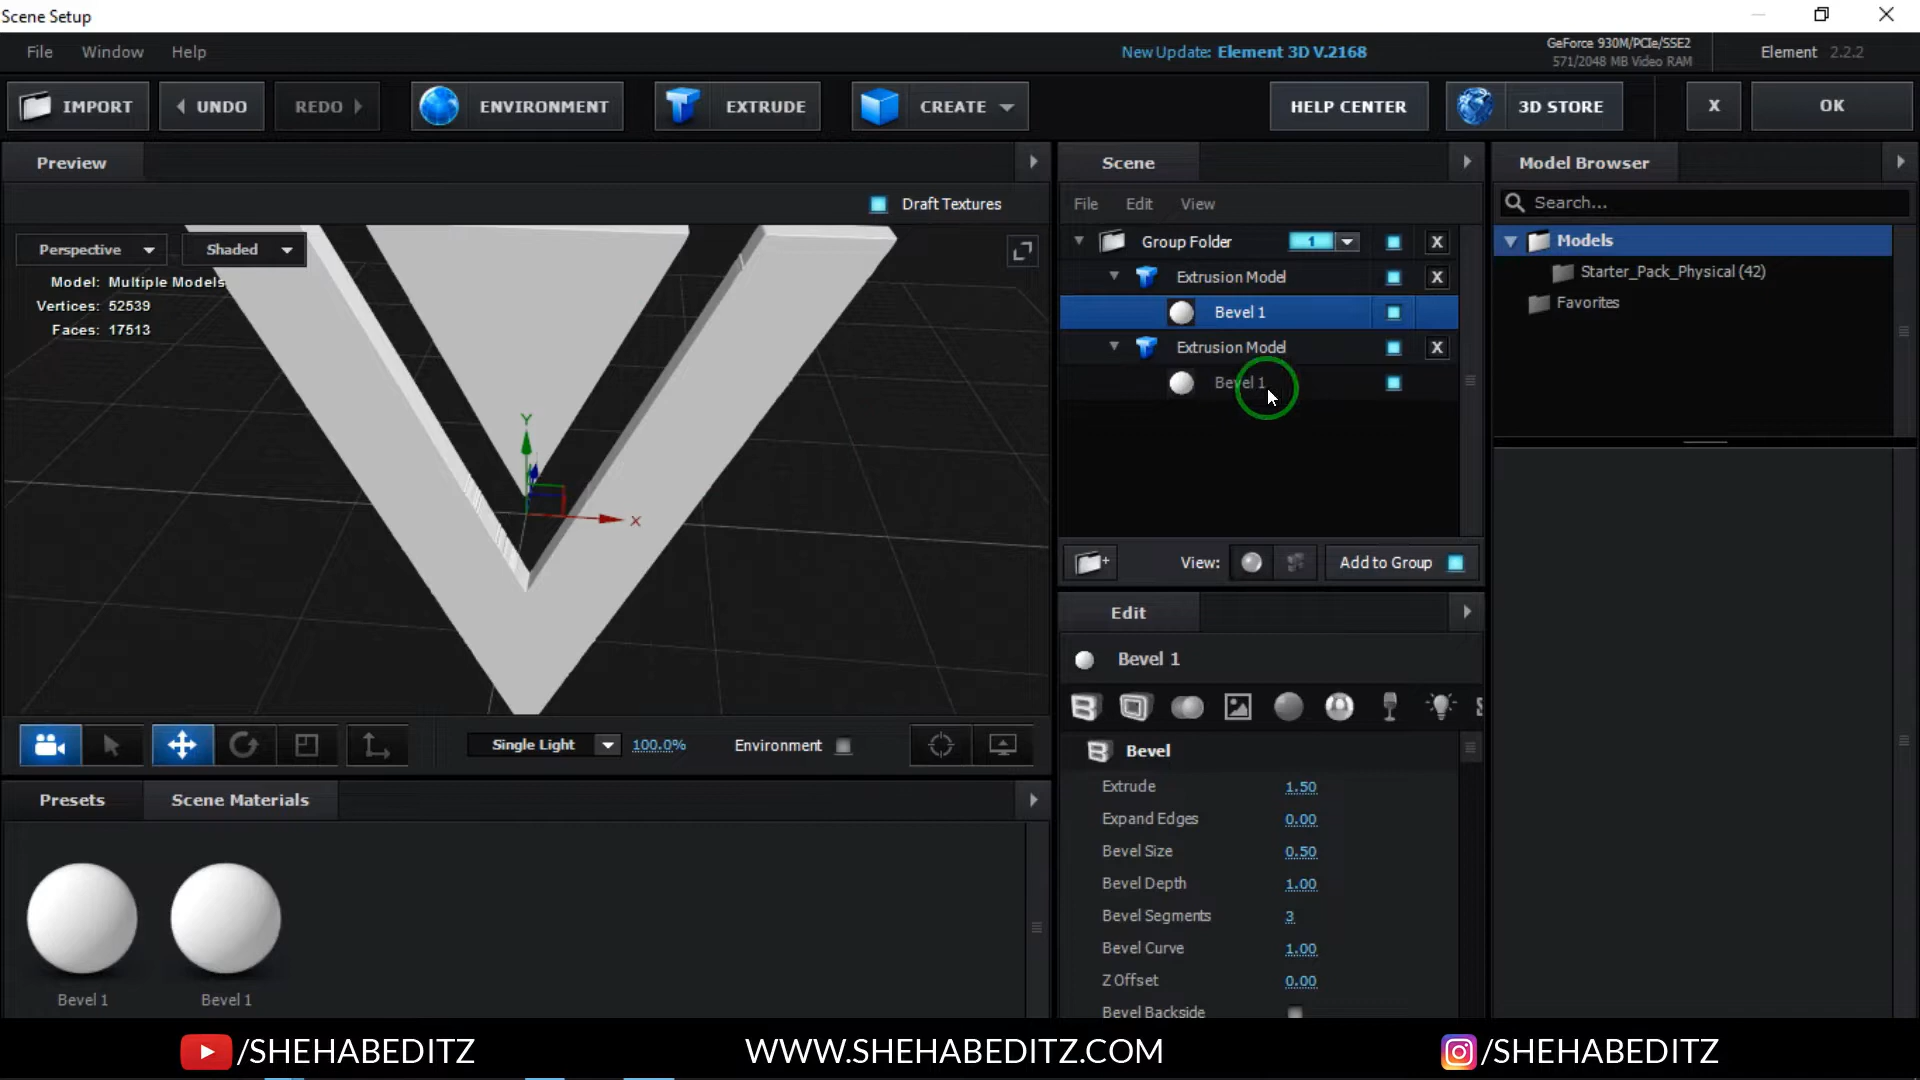 Scene Setup
File Window Help
New Update: Element 3D V.2168
GeForce 930M/PCIe/SSE2
571/2048 MB Video RAM
Element 2.2.2
IMPORT UNDO REDO ENVIRONMENT EXTRUDE CREATE HELP CENTER 3D STORE X OK
Preview
Draft Textures
Perspective Shaded
Model: Multiple Models
Vertices: 52539
Faces: 17513
Y
X
Single Light 100.0% Environment
Presets Scene Materials
Bevel 1 Bevel 1
Scene
File Edit View
Group Folder 1 X
Extrusion Model X
Bevel 1
Extrusion Model X
Bevel 1
View: Add to Group
Edit
Bevel 1
Bevel
Extrude 1.50
Expand Edges 0.00
Bevel Size 0.50
Bevel Depth 1.00
Bevel Segments 3
Bevel Curve 1.00
Z Offset 0.00
Bevel Backside
Model Browser
Search...
Models
Starter_Pack_Physical (42)
Favorites
/SHEHABEDITZ WWW.SHEHABEDITZ.COM /SHEHABEDITZ